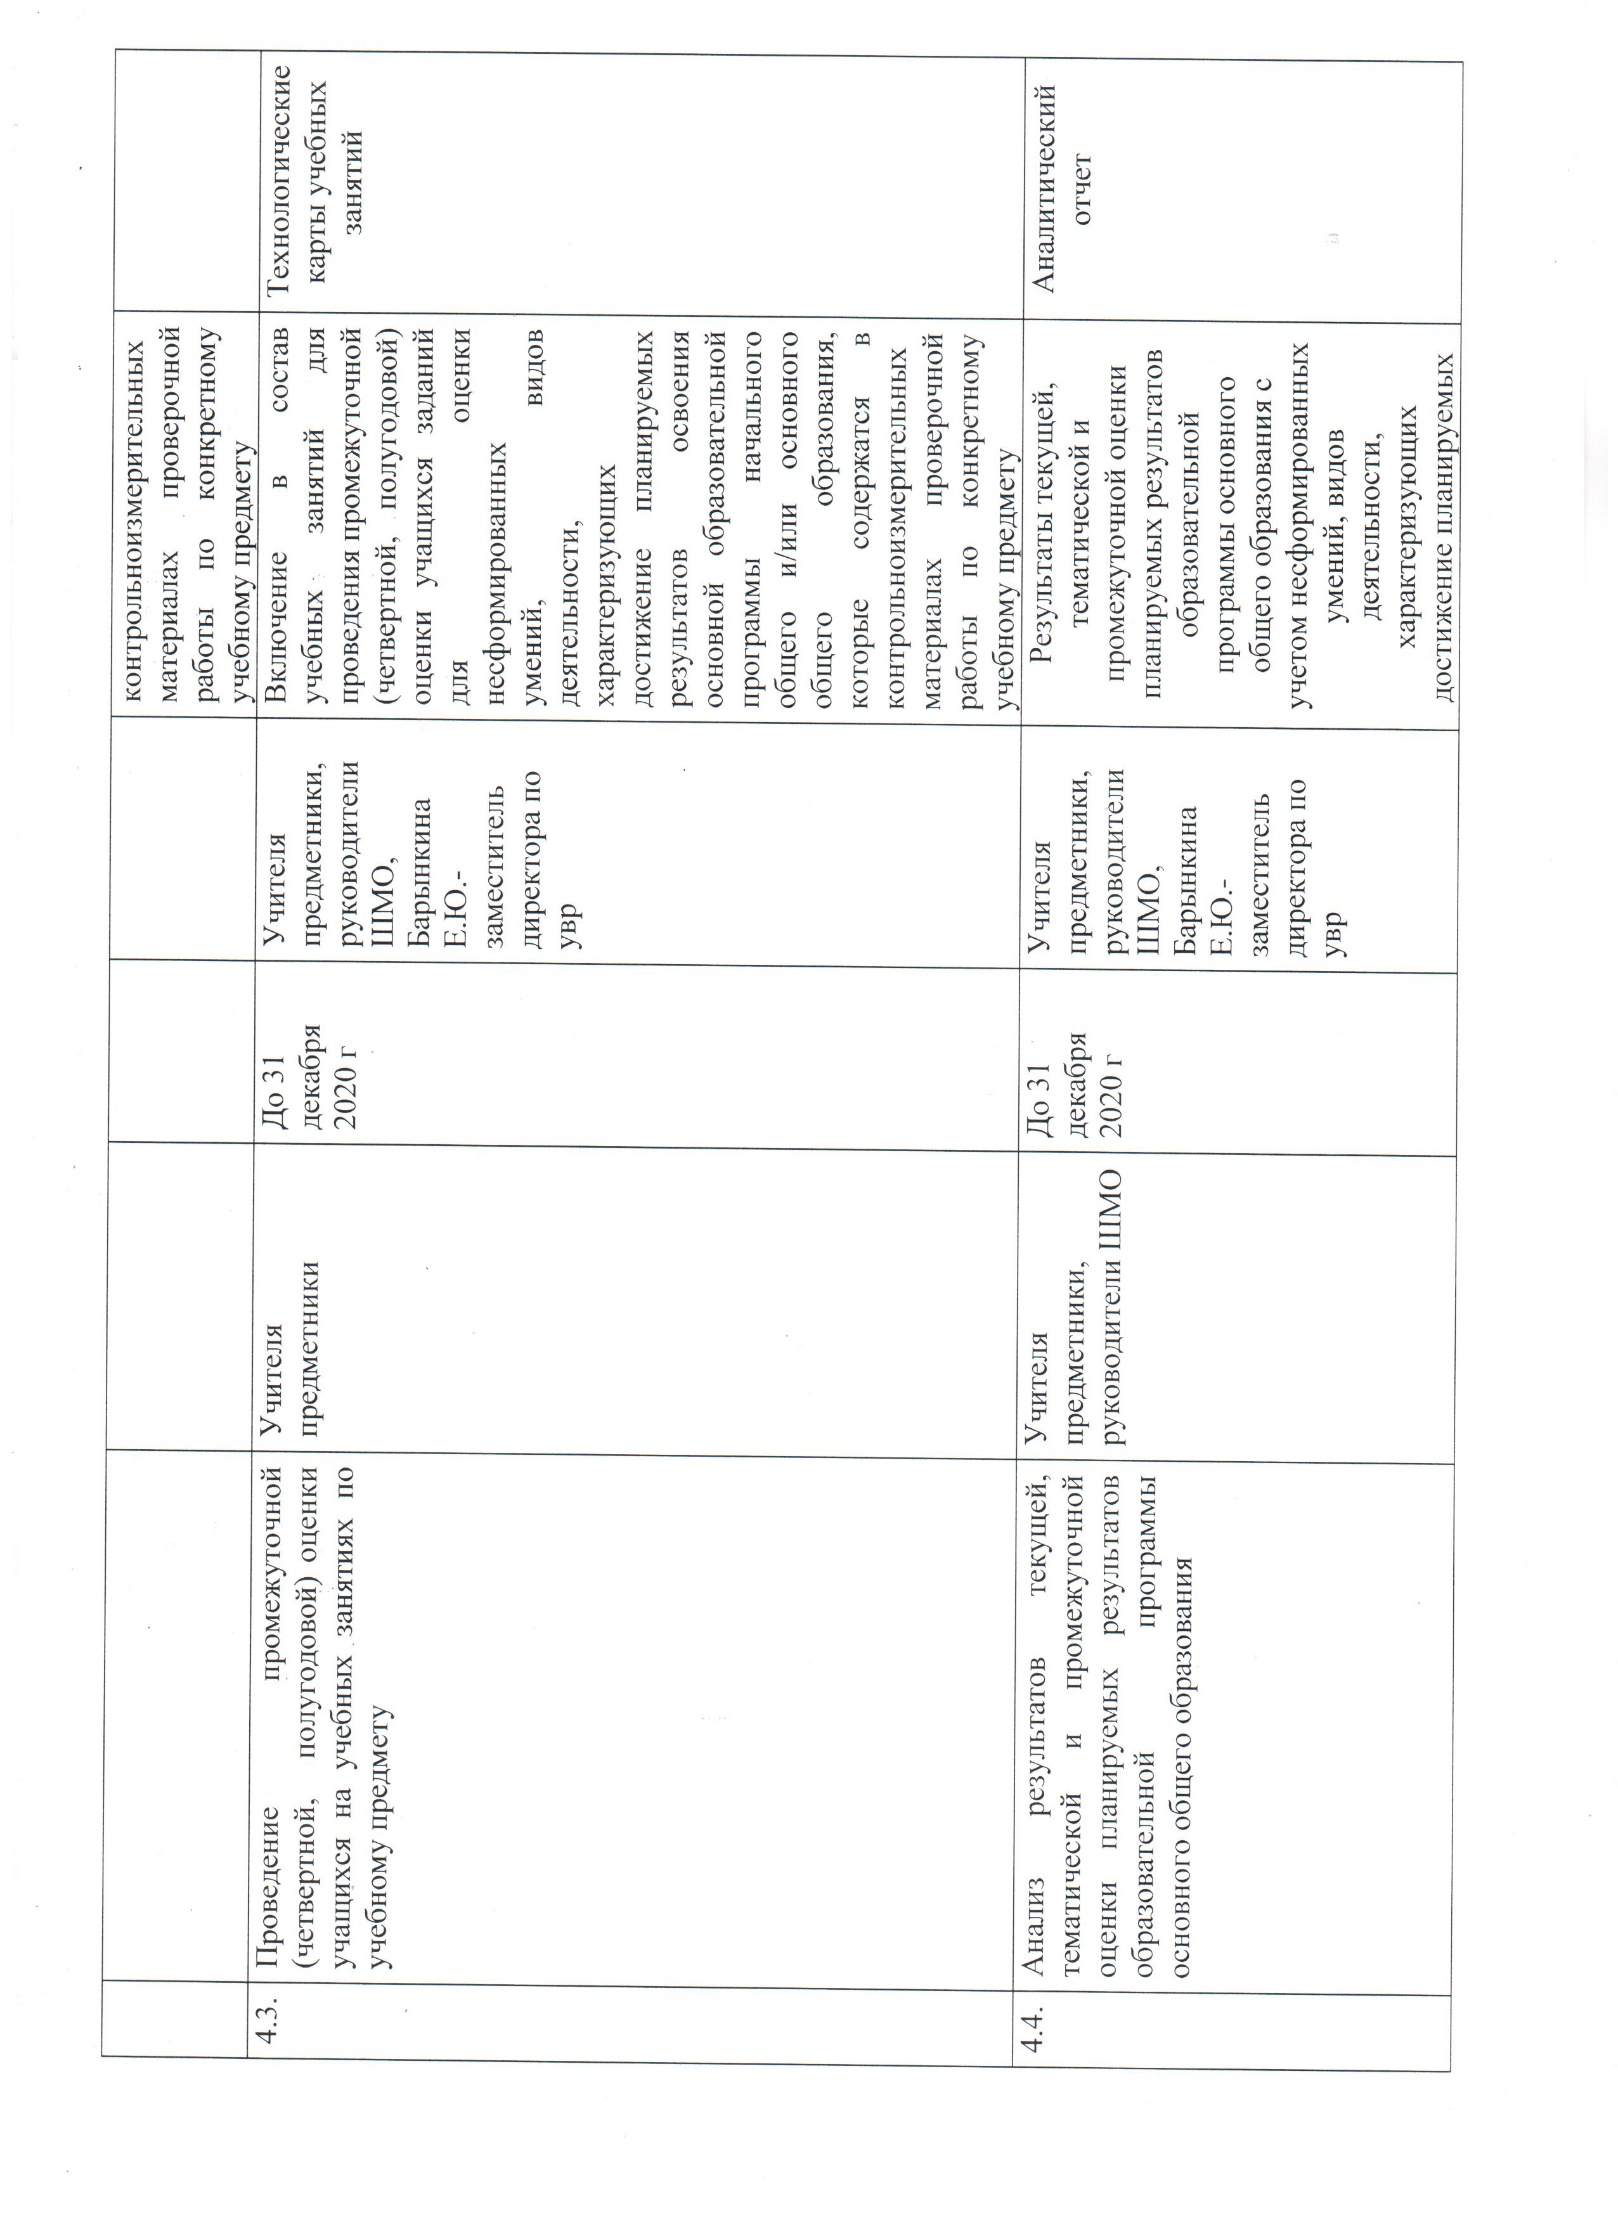 контрольноизмерительных
материалах проверочной
работы по конкретному
учебному предмету
4.3.
Проведение промежуточной
(четвертной, полугодовой) оценки
учащихся на учебных занятиях по
учебному предмету
Учителя
предметники
До 31
декабря
2020 г
Учителя
предметники,
руководители
ШМО,
Барынкина
Е.Ю.-
заместитель
директора по
увр
Включение в состав
учебных занятий для
проведения промежуточной
(четвертной, полугодовой)
оценки учащихся заданий
для оценки
несформированных
умений, видов
деятельности,
характеризующих
достижение планируемых
результатов освоения
основной образовательной
программы начального
общего и/или основного
общего образования,
которые содержатся в
контрольноизмерительных
материалах проверочной
работы по конкретному
учебному предмету
Технологические
карты учебных
занятий
4.4.
Анализ результатов текущей,
тематической и промежуточной
оценки планируемых результатов
образовательной программы
основного общего образования
Учителя
предметники,
руководители ШМО
До 31
декабря
2020 г
Учителя
предметники,
руководители
ШМО,
Барынкина
Е.Ю.-
заместитель
директора по
увр
Результаты текущей,
тематической и
промежуточной оценки
планируемых результатов
образовательной
программы основного
общего образования с
учетом несформированных
умений, видов
деятельности,
характеризующих
достижение планируемых
Аналитический
отчет